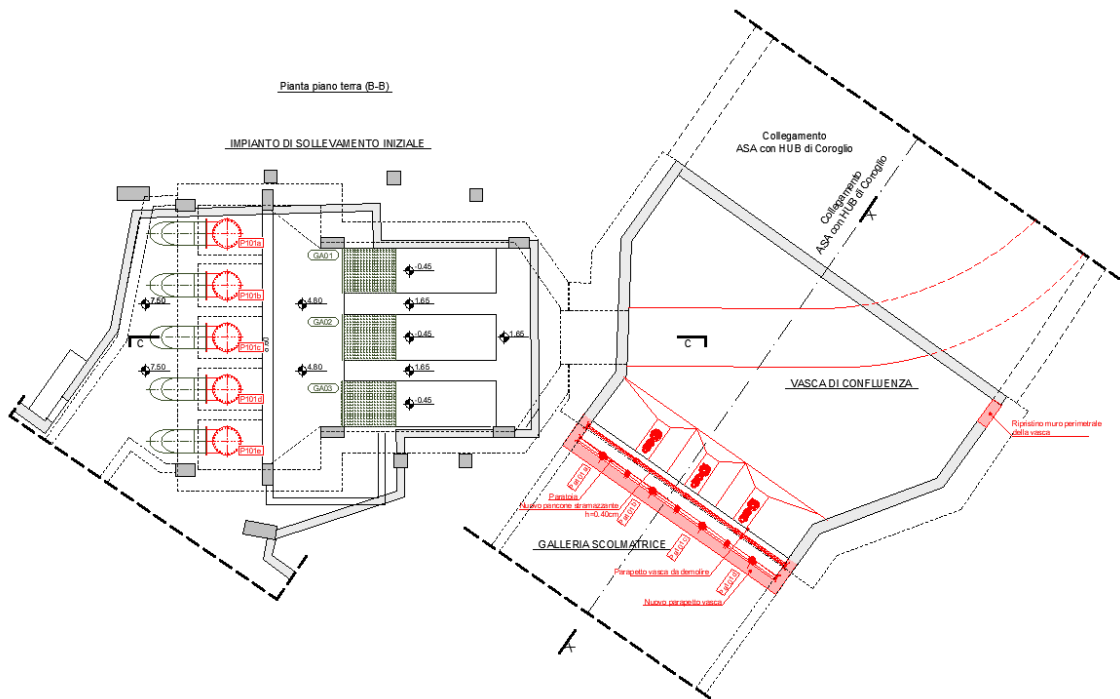 Pianta piano terra (B-B)
IMPIANTO DI SOLLEVAMENTO INIZIALE
Collegamento
ASA con HUB di Coroglio
Collegamento
ASA con HUB di Coroglio
X
P101a
GA01
-0.45
P101b
7.50
4.80
1.65
GA02
P101c
0.60
-0.45
1.65
C
C
7.50
4.80
1.65
P101d
GA03
-0.45
P101e
VASCA DI CONFLUENZA
Ripristino muro perimetrale
della vasca
Paratoia
Nuovo pancone stramazzante
h=0.40cm
GALLERIA SCOLMATRICE
Parapetto vasca da demolire
Nuovo parapetto vasca
X